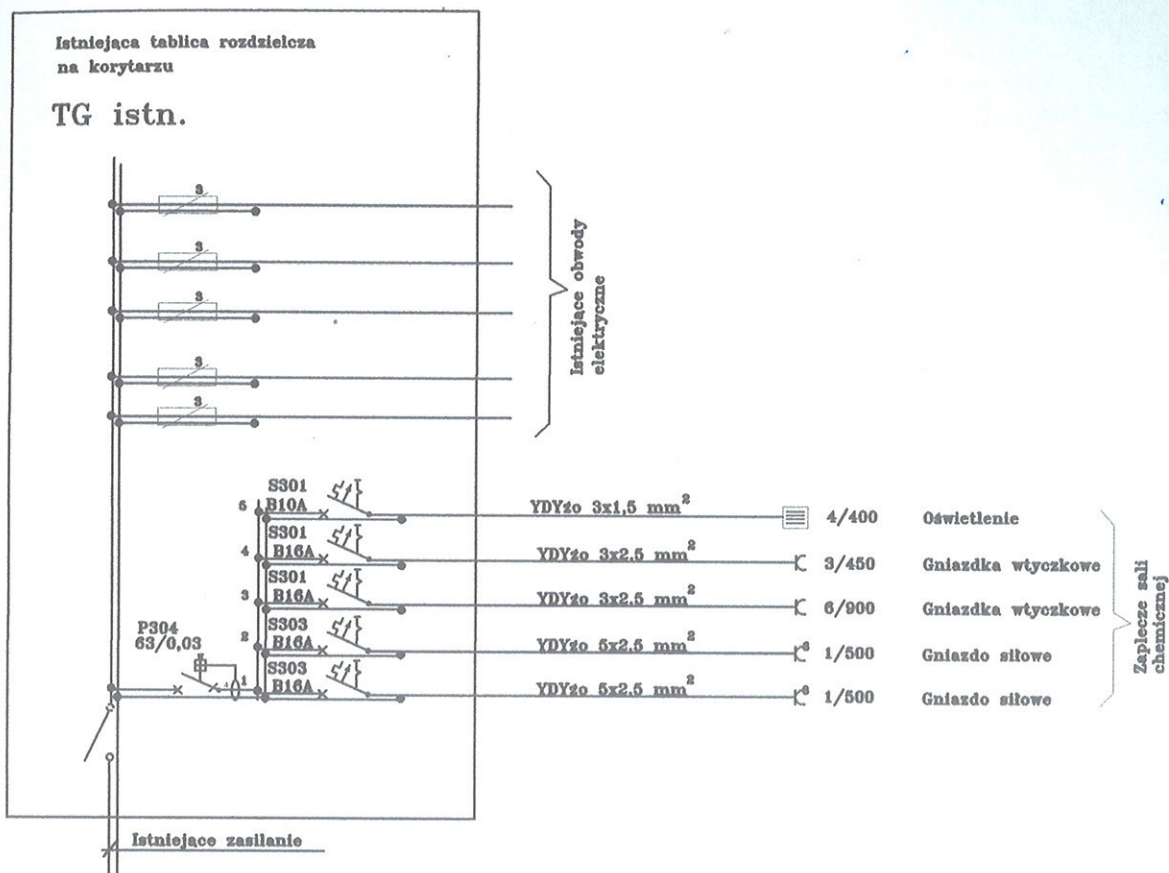 Istniejąca tablica rozdzielcza
na korytarzu
TG istn.
3
3
3
3
3
Istniejące obwody
elektryczne
S301
5 B10A YDYżo 3x1,5 mm² 4/400 Oświetlenie
S301
4 B16A YDYżo 3x2.5 mm² 3/450 Gniazdka wtyczkowe
S301
3 B16A YDYżo 3x2.5 mm² 6/900 Gniazdka wtyczkowe
P304
63/0,03
S303
2 B16A YDYżo 5x2.5 mm² 3 1/500 Gniazdo siłowe
S303
1 B16A YDYżo 5x2.5 mm² 3 1/500 Gniazdo siłowe
Zaplecze sali
chemicznej
Istniejące zasilanie